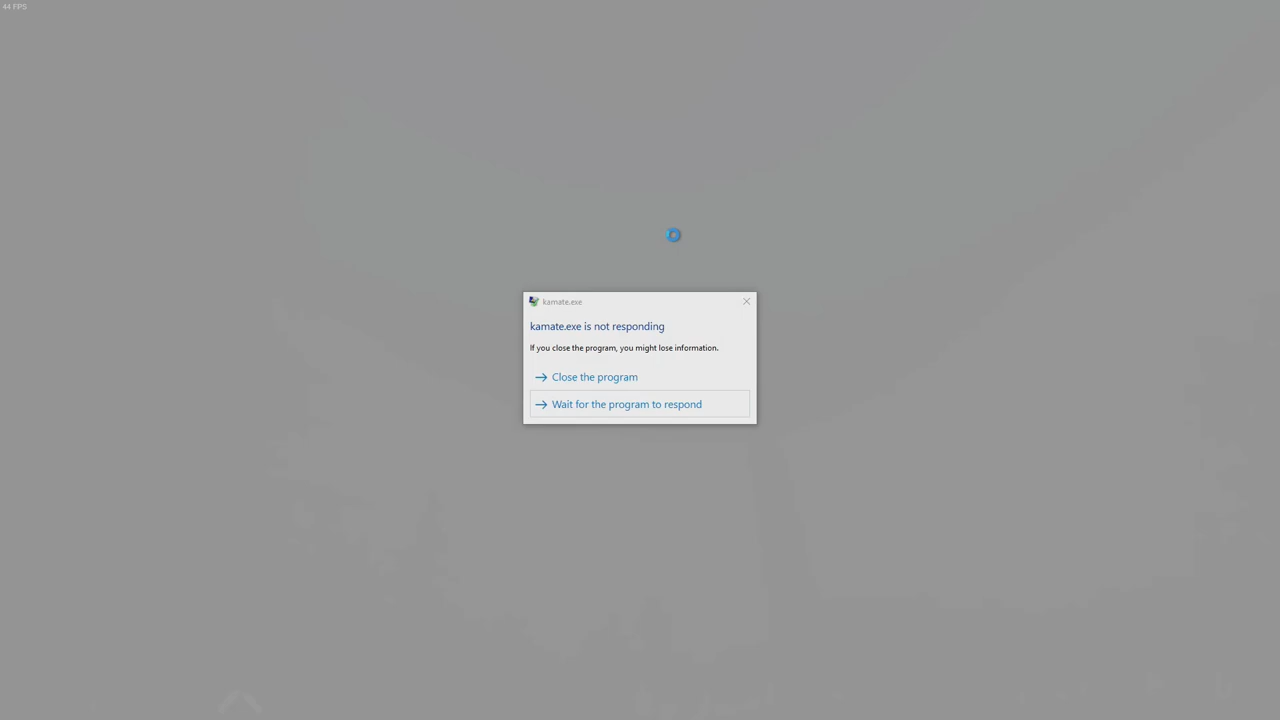 44 FPS
kamate.exe
kamate.exe is not responding
If you close the program, you might lose information.
Close the program
Wait for the program to respond